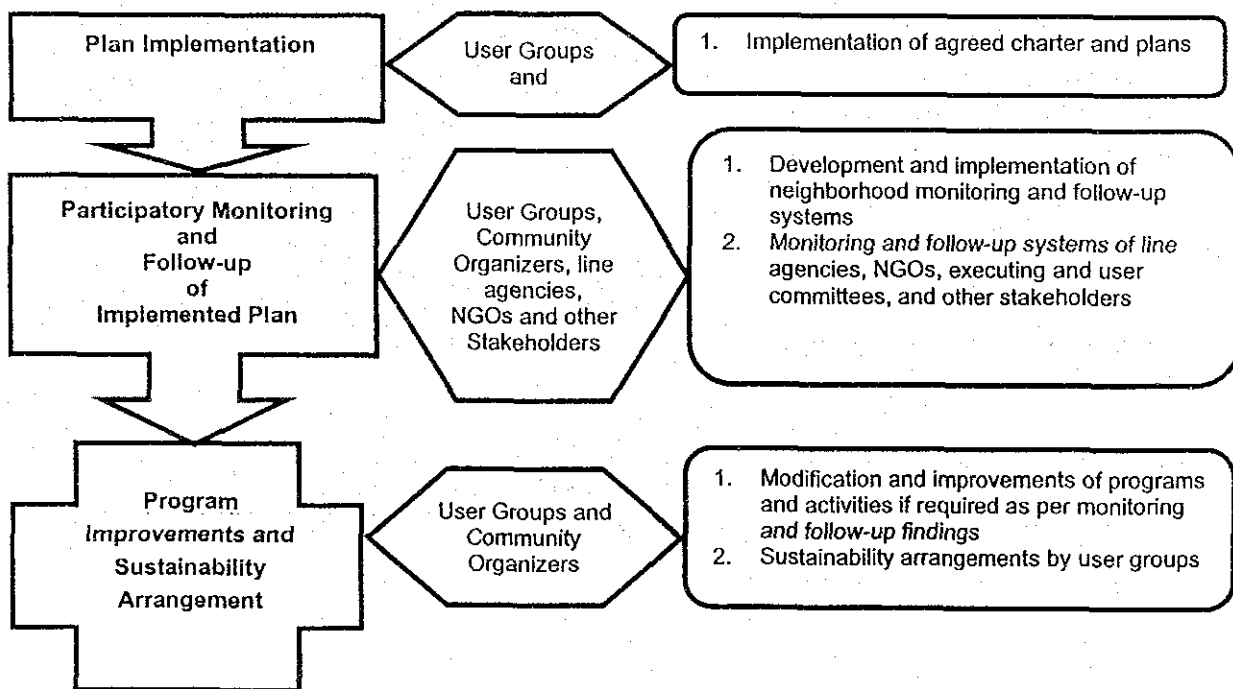 Plan Implementation
User Groups
and
1. Implementation of agreed charter and plans
Participatory Monitoring
and
Follow-up
of
Implemented Plan
User Groups,
Community
Organizers, line
agencies,
NGOs and other
Stakeholders
1. Development and implementation of
neighborhood monitoring and follow-up
systems
2. Monitoring and follow-up systems of line
agencies, NGOs, executing and user
committees, and other stakeholders
Program
Improvements and
Sustainability
Arrangement
User Groups and
Community
Organizers
1. Modification and improvements of programs
and activities if required as per monitoring
and follow-up findings
2. Sustainability arrangements by user groups